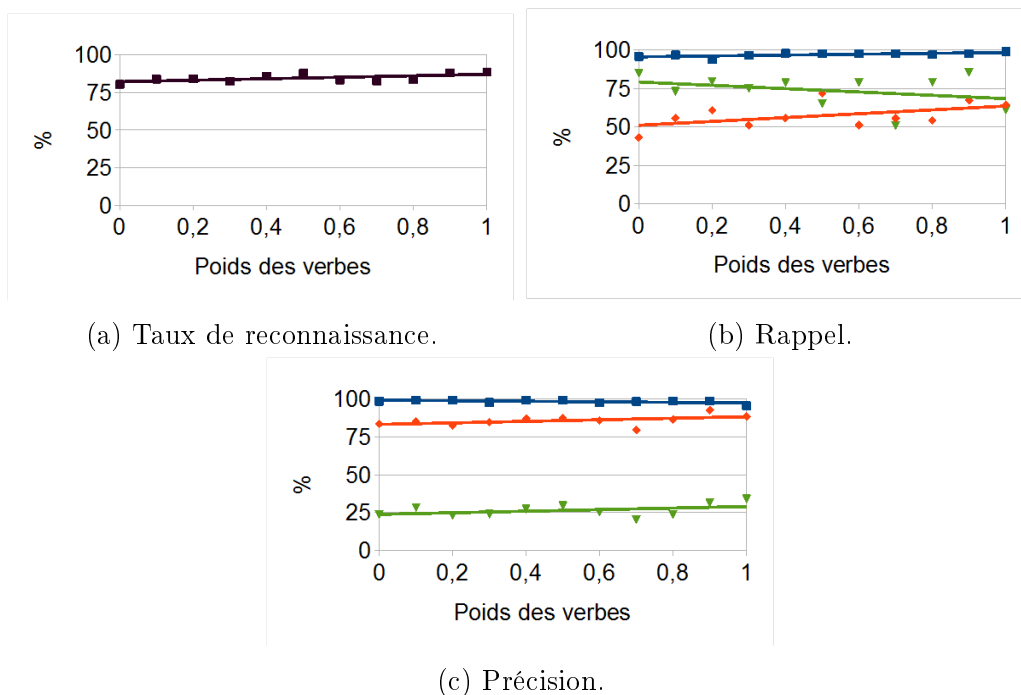 100
75
50
25
0
%
0 0,2 0,4 0,6 0,8 1
Poids des verbes
(a) Taux de reconnaissance.
100
75
50
25
0
%
0 0,2 0,4 0,6 0,8 1
Poids des verbes
(b) Rappel.
100
75
50
25
0
%
0 0,2 0,4 0,6 0,8 1
Poids des verbes
(c) Précision.